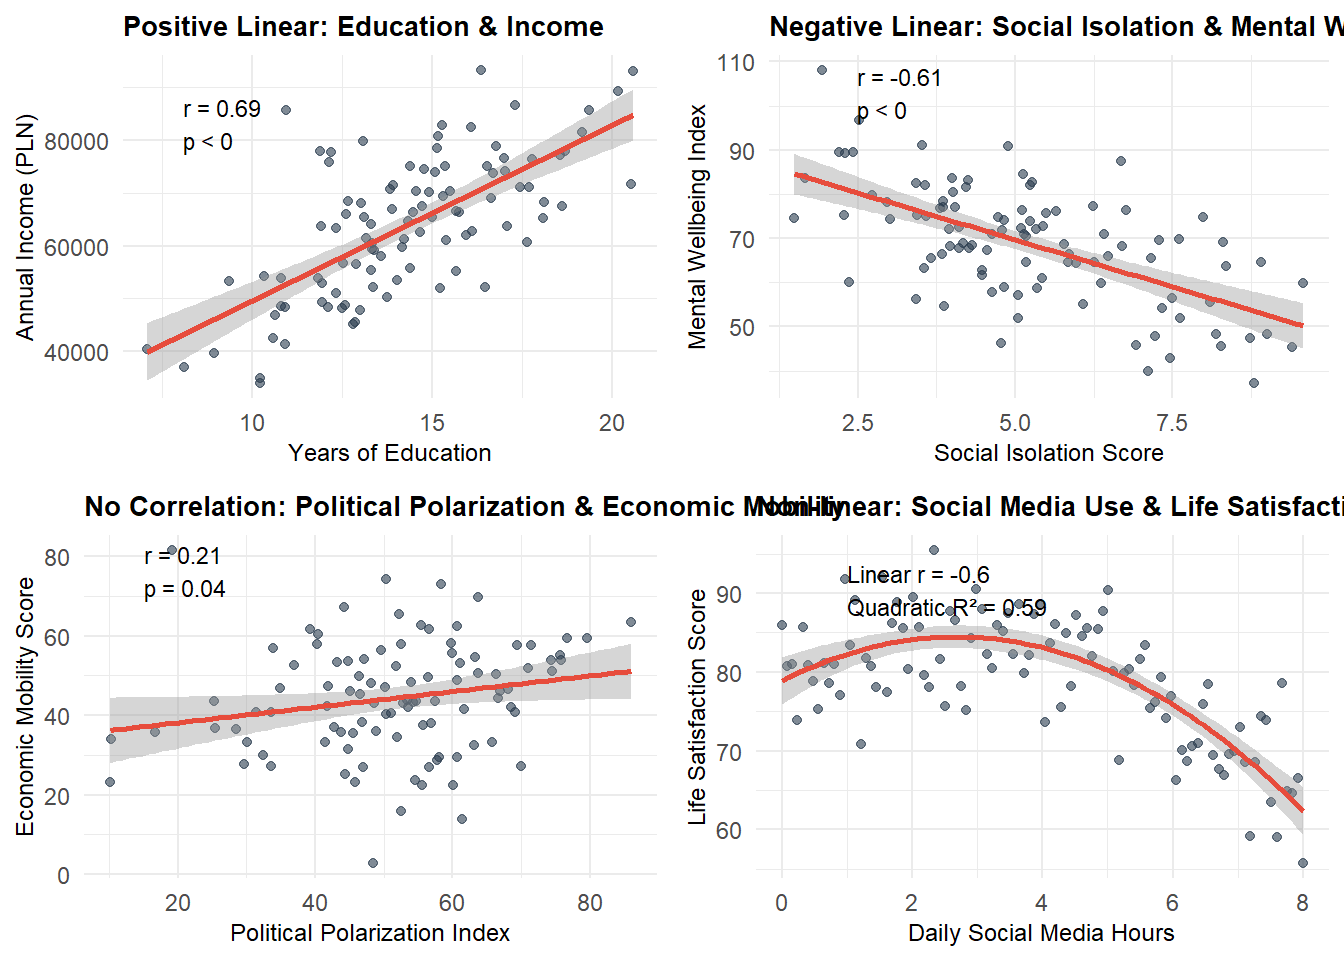 Positive Linear: Education & Income
r = 0.69
p < 0
Annual Income (PLN)
80000
60000
40000
10
15
20
Years of Education
Negative Linear: Social Isolation & Mental W
r = -0.61
p < 0
Mental Wellbeing Index
110
90
70
50
2.5
5.0
7.5
Social Isolation Score
No Correlation: Political Polarization & Economic Mobility
r = 0.21
p = 0.04
Economic Mobility Score
80
60
40
20
0
20
40
60
80
Political Polarization Index
Non-linear: Social Media Use & Life Satisfacti
Linear r = -0.6
Quadratic R² = 0.59
Life Satisfaction Score
90
80
70
60
0
2
4
6
8
Daily Social Media Hours